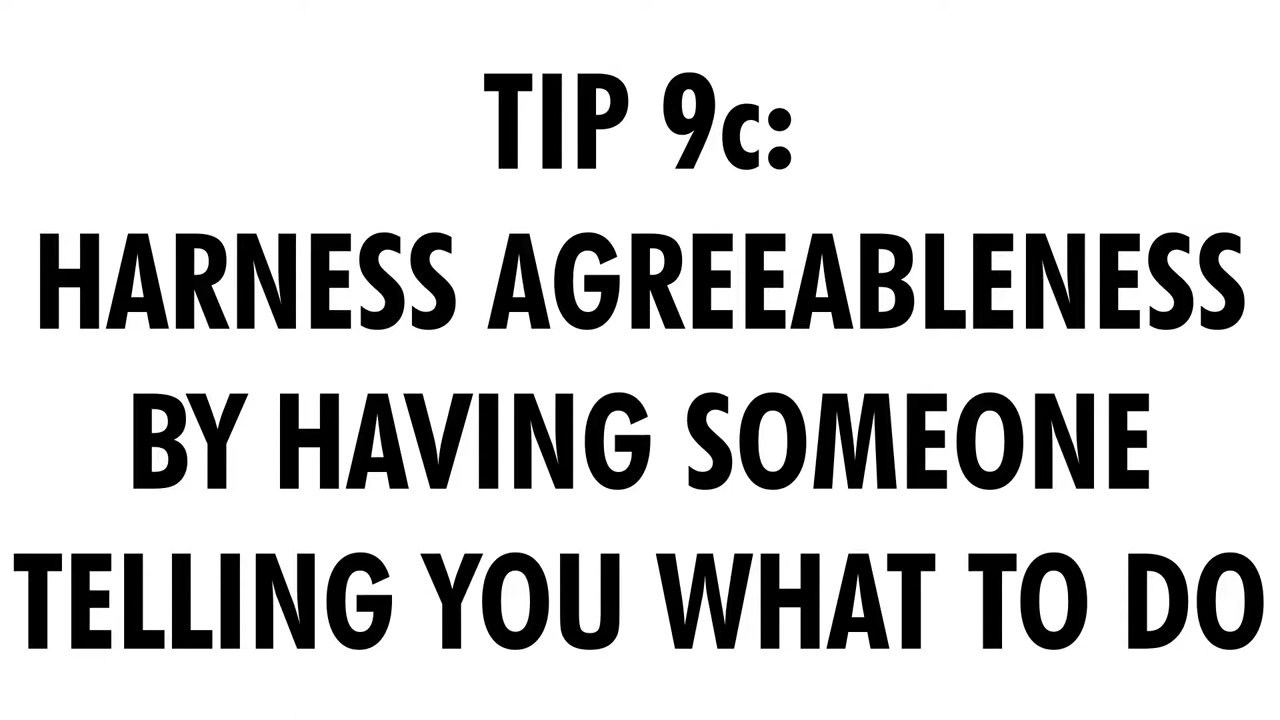 TIP 9c:
HARNESS AGREEABLENESS
BY HAVING SOMEONE
TELLING YOU WHAT TO DO